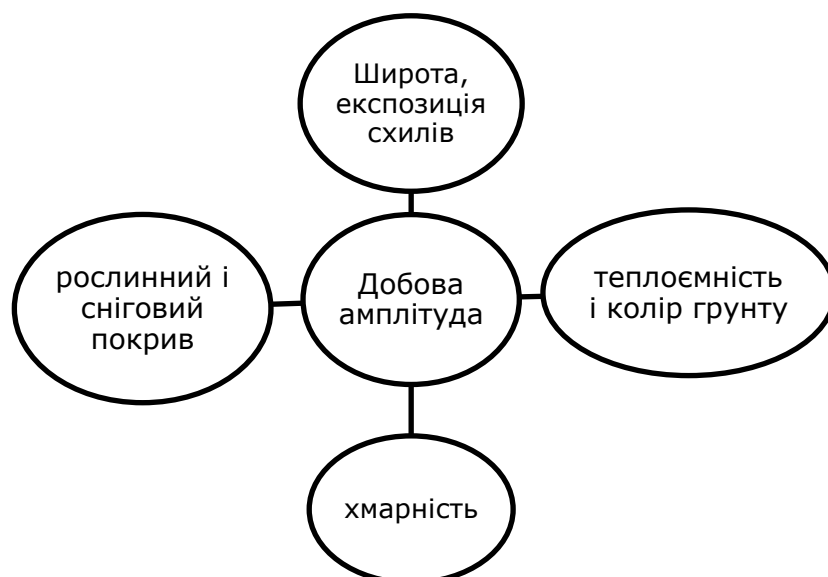 Широта,
експозиція
схилів
рослинний і
сніговий
покрив
Добова
амплітуда
теплоємність
і колір грунту
хмарність